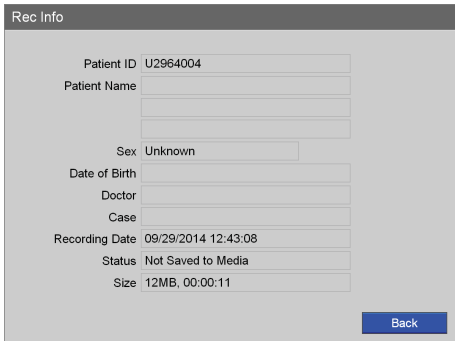 Rec Info
Patient ID U2964004
Patient Name
Sex Unknown
Date of Birth
Doctor
Case
Recording Date 09/29/2014 12:43:08
Status Not Saved to Media
Size 12MB, 00:00:11
Back